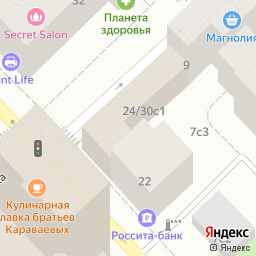 32
Планета
здоровья
Secret Salon
Магнолия
9
nt Life
24/30с1
7с3
22
Кулинарная
лавка братьев
Караваевых
Россита-банк
Яндекс